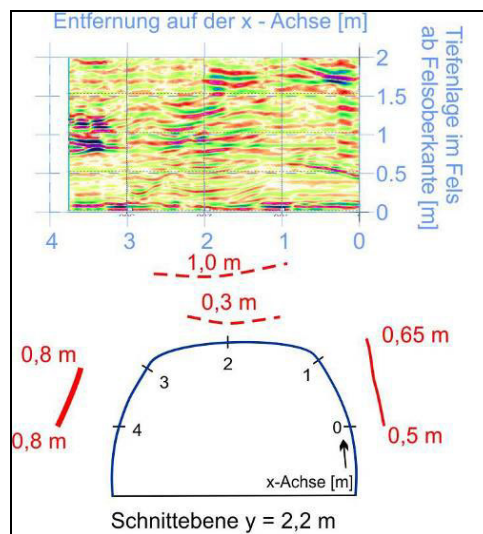 Entfernung auf der x - Achse [m]
Tiefenlage im Fels
ab Felsoberkante [m]
2
1,5
1
0,5
0
4
3
2
1
0
1,0 m
0,3 m
0,8 m
0,8 m
0,65 m
0,5 m
2
3
1
4
0
x-Achse [m]
Schnittebene y = 2,2 m